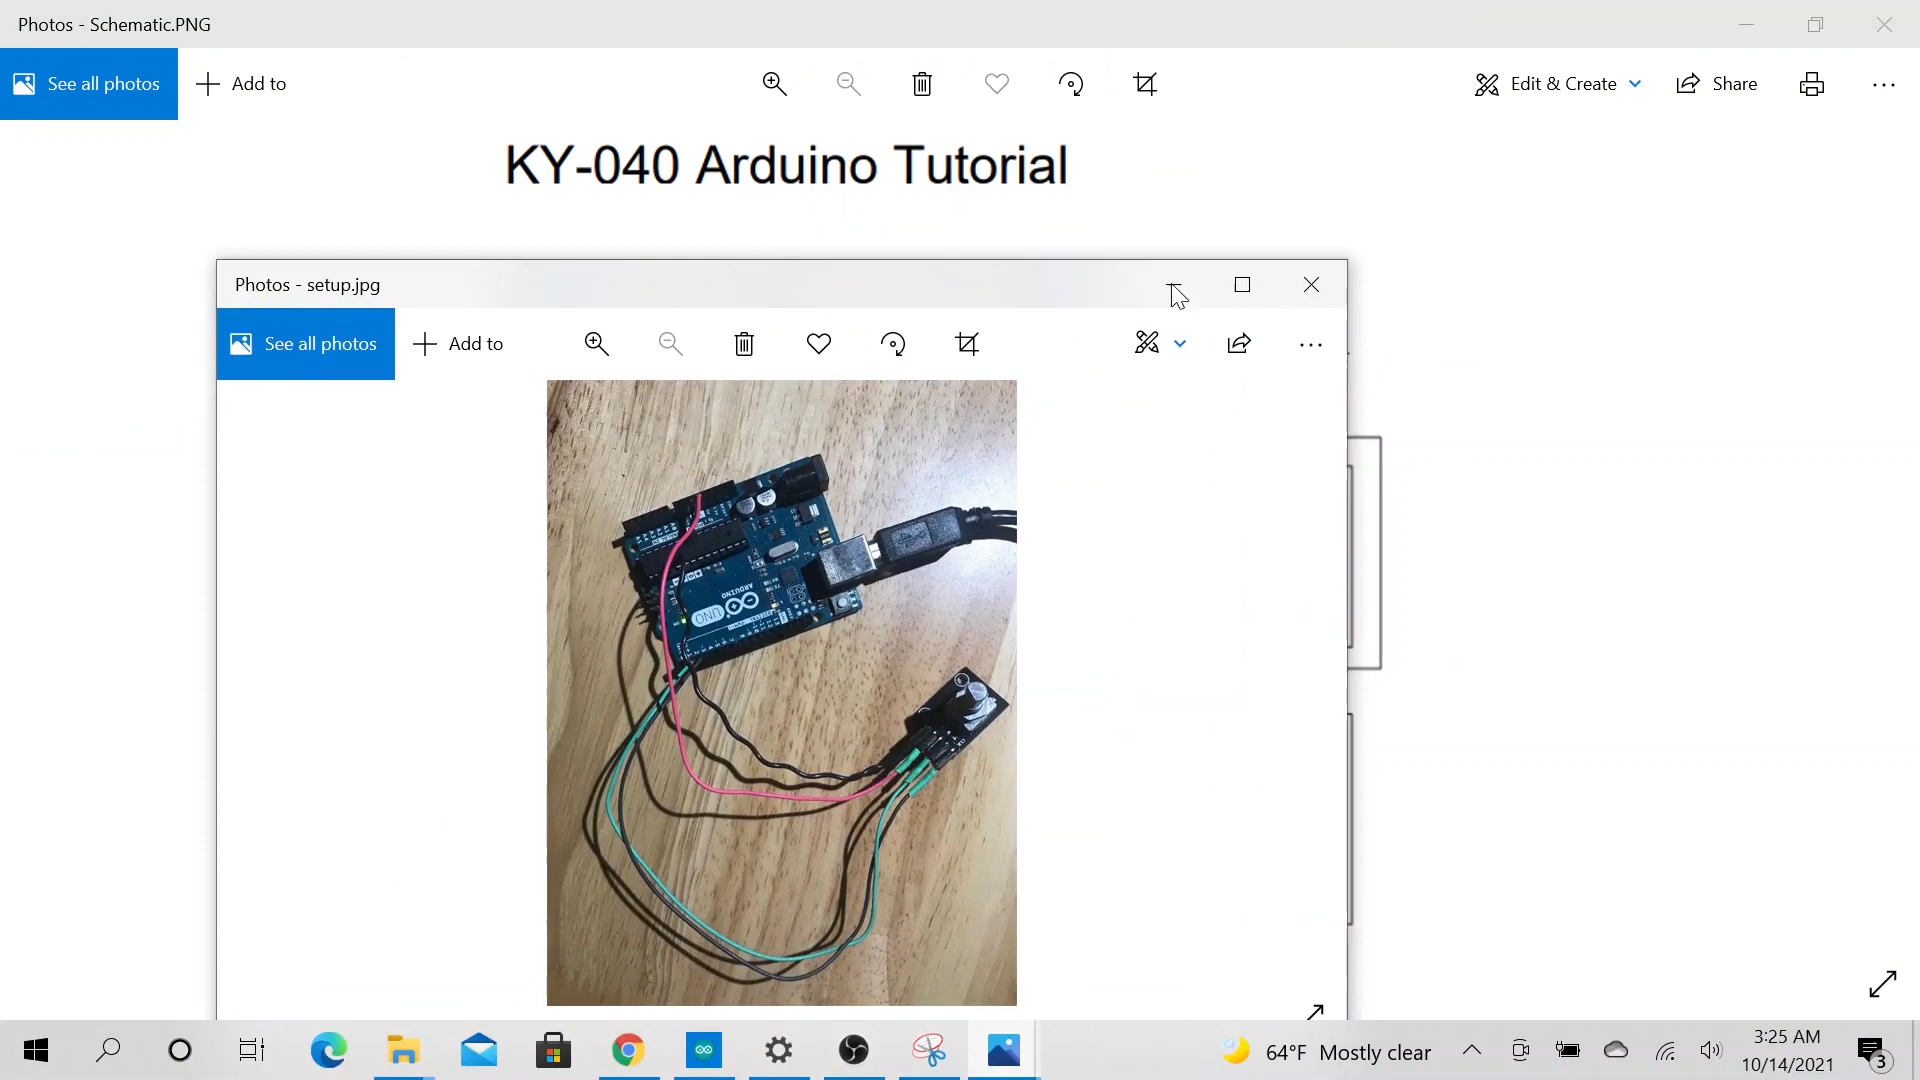 Photos - Schematic.PNG
See all photos
Add to
Edit & Create
Share
KY-040 Arduino Tutorial
Photos - setup.jpg
See all photos
Add to
ARDUINO
UNO
64°F Mostly clear
3:25 AM
10/14/2021
3